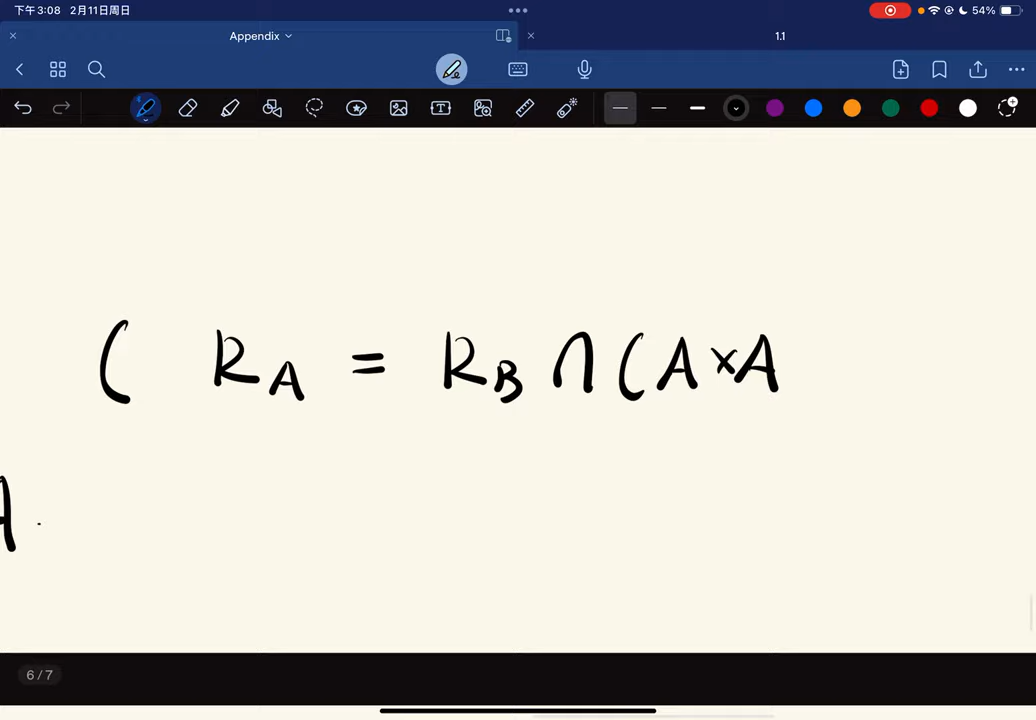 下午3:08 2月11日周日 54%
Appendix 1.1
( R_A = R_B ∩ (A×A
A .
6 / 7